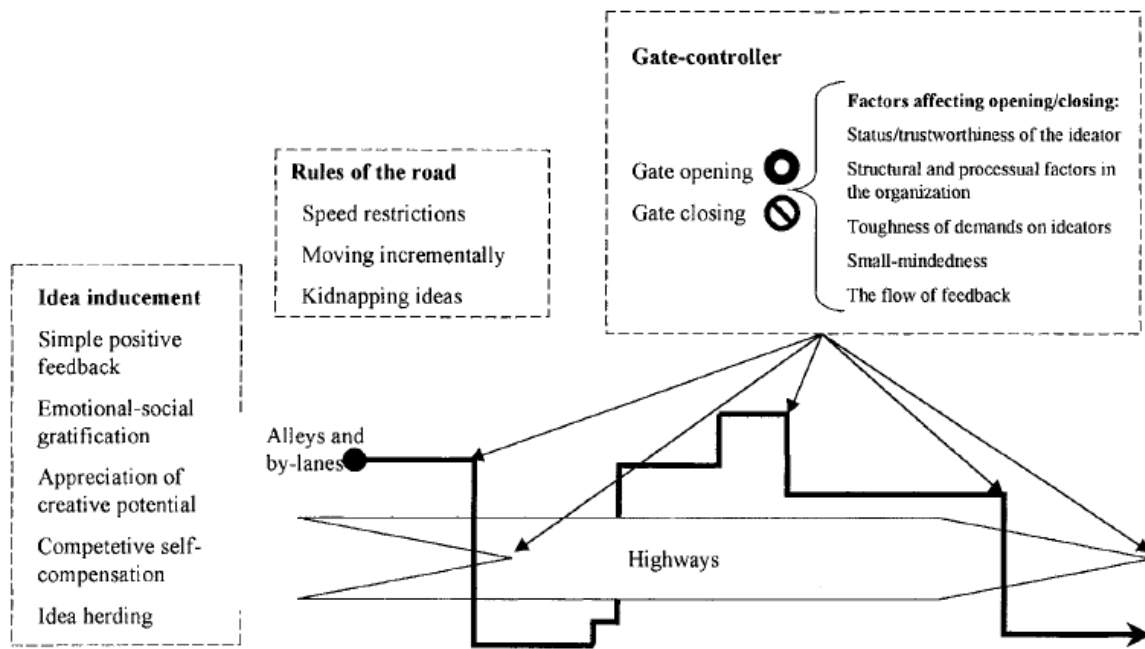 Gate-controller
Factors affecting opening/closing:
Status/trustworthiness of the ideator
Gate opening
Structural and processual factors in
the organization
Gate closing
Toughness of demands on ideators
Small-mindedness
The flow of feedback
Rules of the road
Speed restrictions
Moving incrementally
Kidnapping ideas
Idea inducement
Simple positive
feedback
Emotional-social
gratification
Appreciation of
creative potential
Competetive self-
compensation
Idea herding
Alleys and
by-lanes
Highways